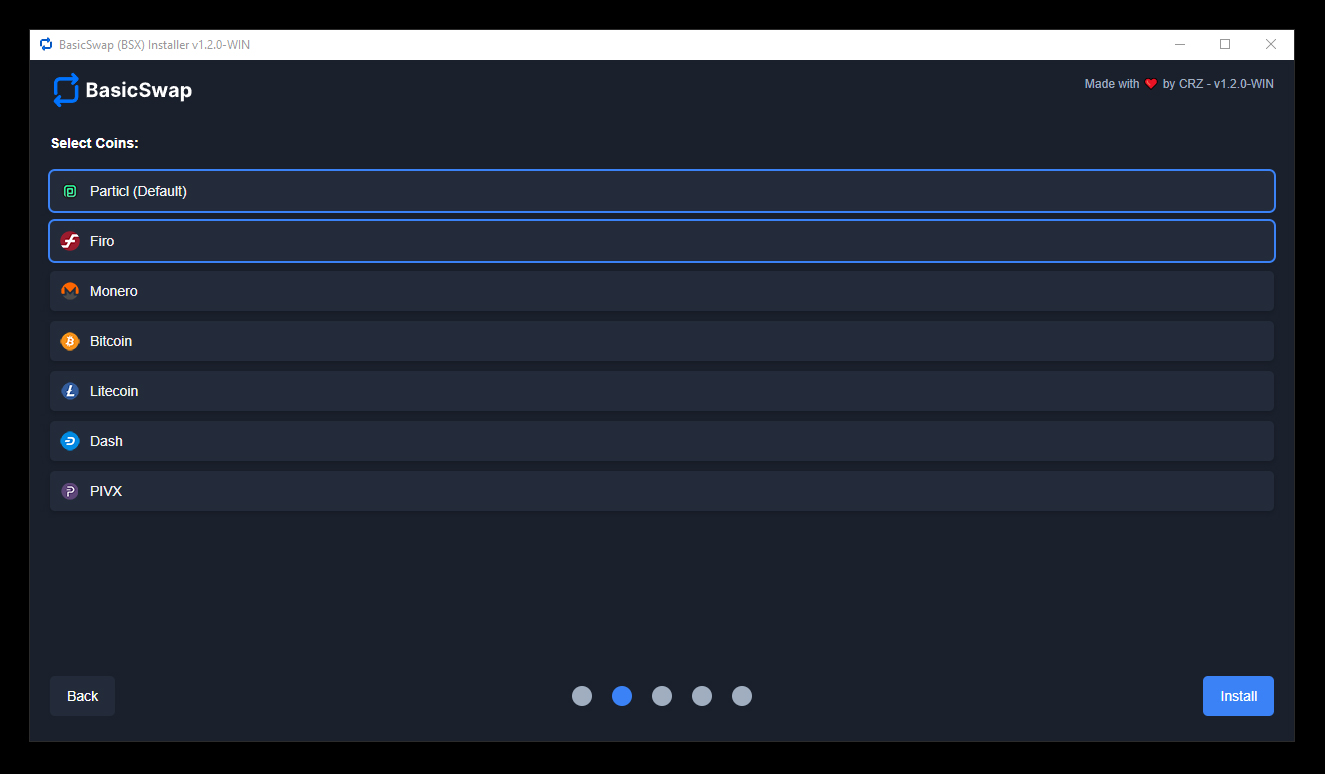 BasicSwap (BSX) Installer v1.2.0-WIN
BasicSwap
Made with ❤ by CRZ - v1.2.0-WIN
Select Coins:
Particl (Default)
Firo
Monero
Bitcoin
Litecoin
Dash
PIVX
Back
Install